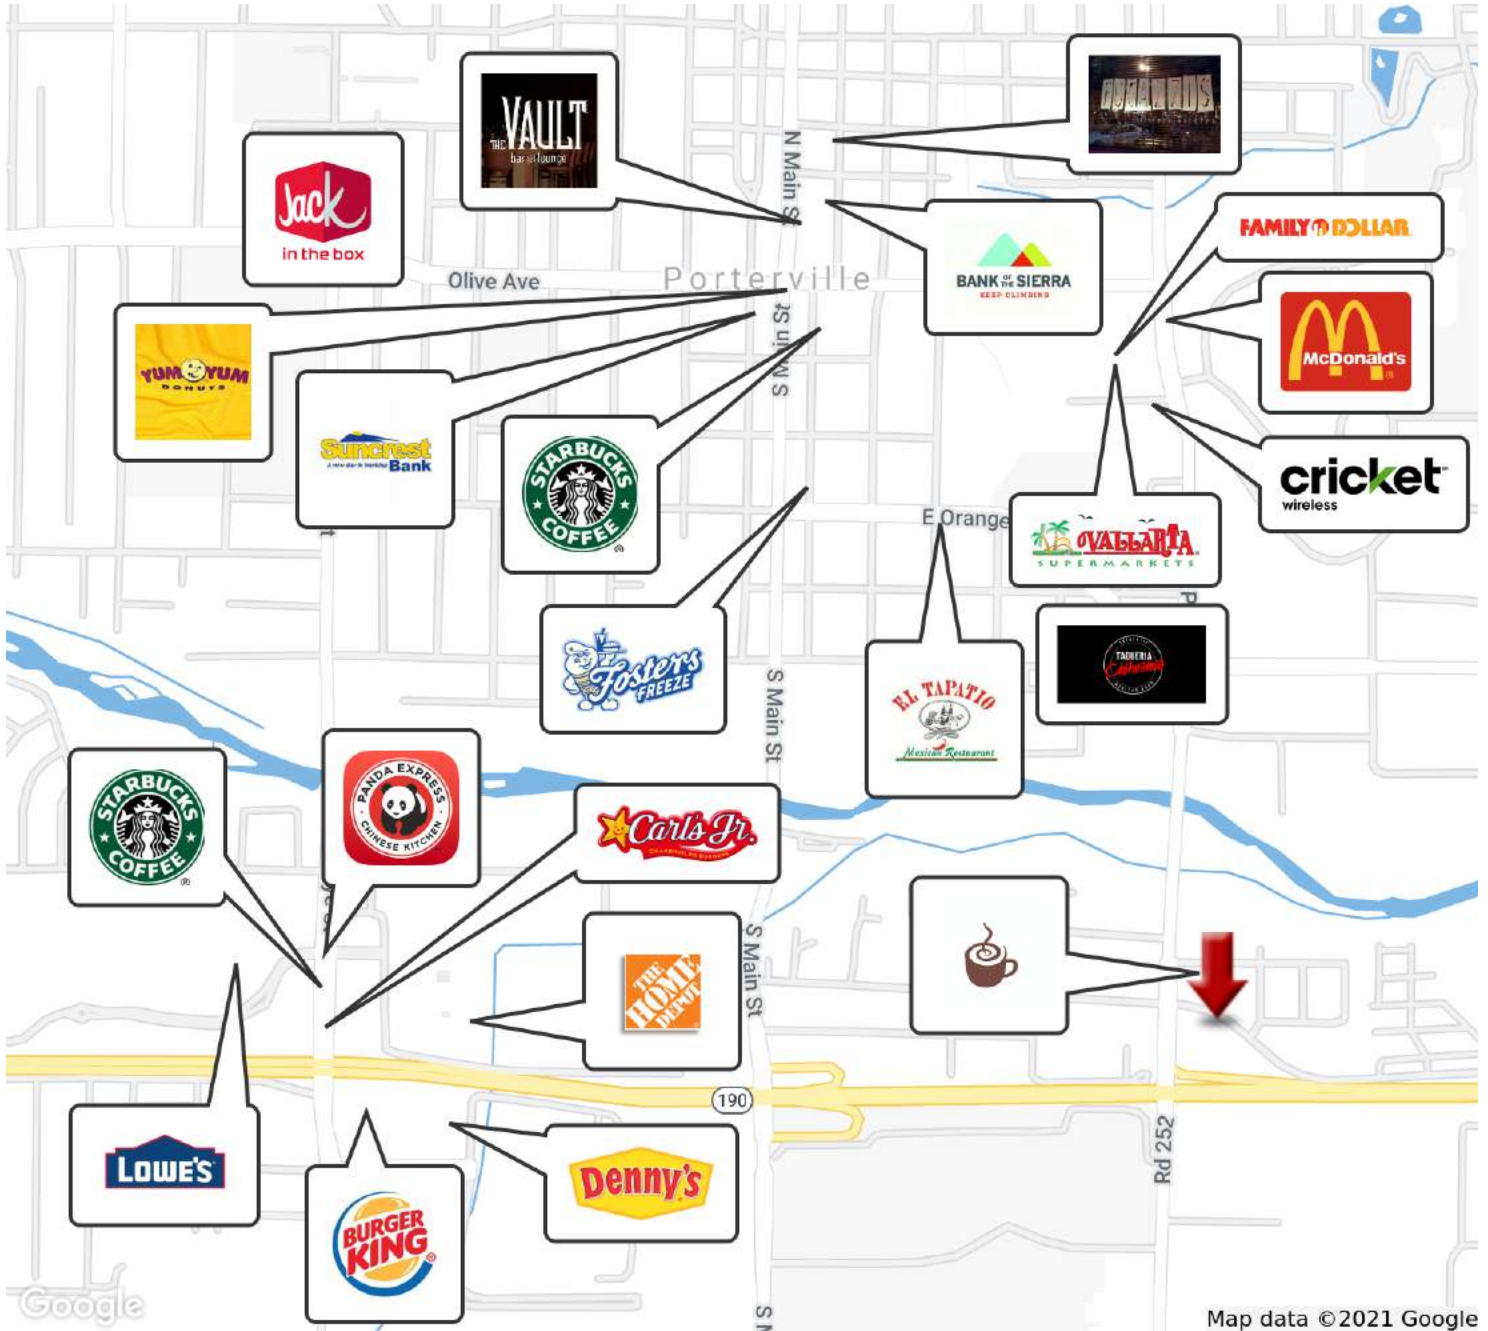 THE VAULT
bar & lounge
N Main St
Jack
in the box
FAMILY DOLLAR
Olive Ave
Porterville
BANK OF THE SIERRA
KEEP CLIMBING
McDonald's
YUM YUM
DONUTS
S Main St
Suncrest
Bank
STARBUCKS
COFFEE
cricket
wireless
E Orange
VALLARTA
SUPERMARKETS
t
P
Fosters
FREEZE
EL TAPATIO
Mexican Restaurant
TAQUERIA
S Main St
STARBUCKS
COFFEE
PANDA EXPRESS
CHINESE KITCHEN
Carl's Jr.
CHARBROILED BURGERS
THE
HOME
DEPOT
S Main St
190
LOWE'S
Denny's
Rd 252
BURGER
KING
Google
Map data ©2021 Google